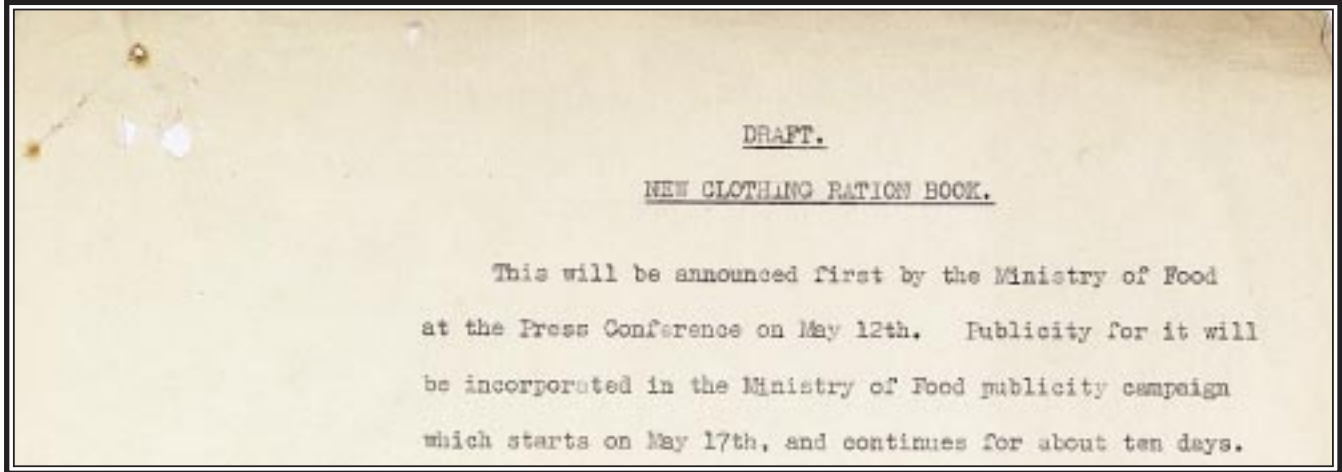 DRAFT.
NEW CLOTHING RATION BOOK.
This will be announced first by the Ministry of Food
at the Press Conference on May 12th. Publicity for it will
be incorporated in the Ministry of Food publicity campaign
which starts on May 17th, and continues for about ten days.